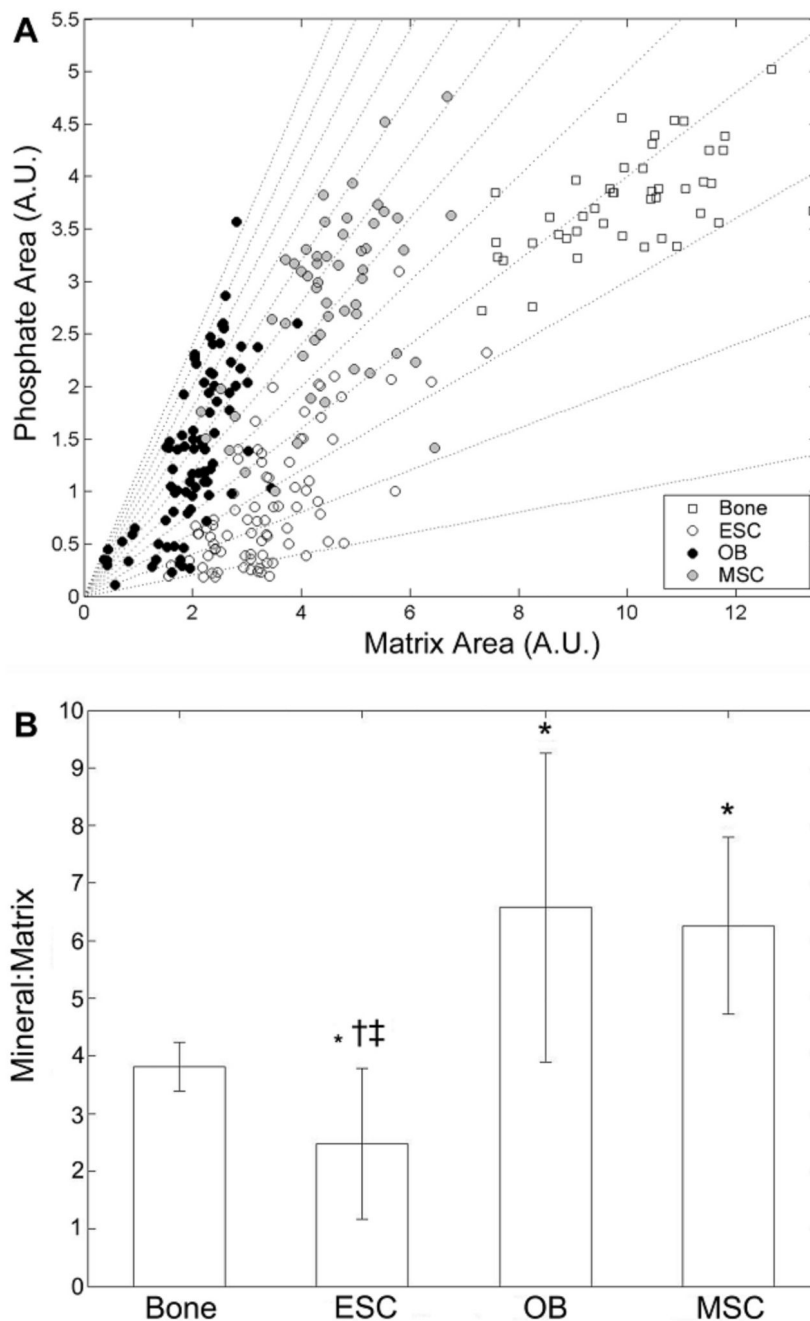 A
Phosphate Area (A.U.)
5.5
5
4.5
4
3.5
3
2.5
2
1.5
1
0.5
0
0 2 4 6 8 10 12
Matrix Area (A.U.)
Bone
ESC
OB
MSC
B
Mineral:Matrix
10
9
8
7
6
5
4
3
2
1
0
* †‡
*
*
Bone ESC OB MSC